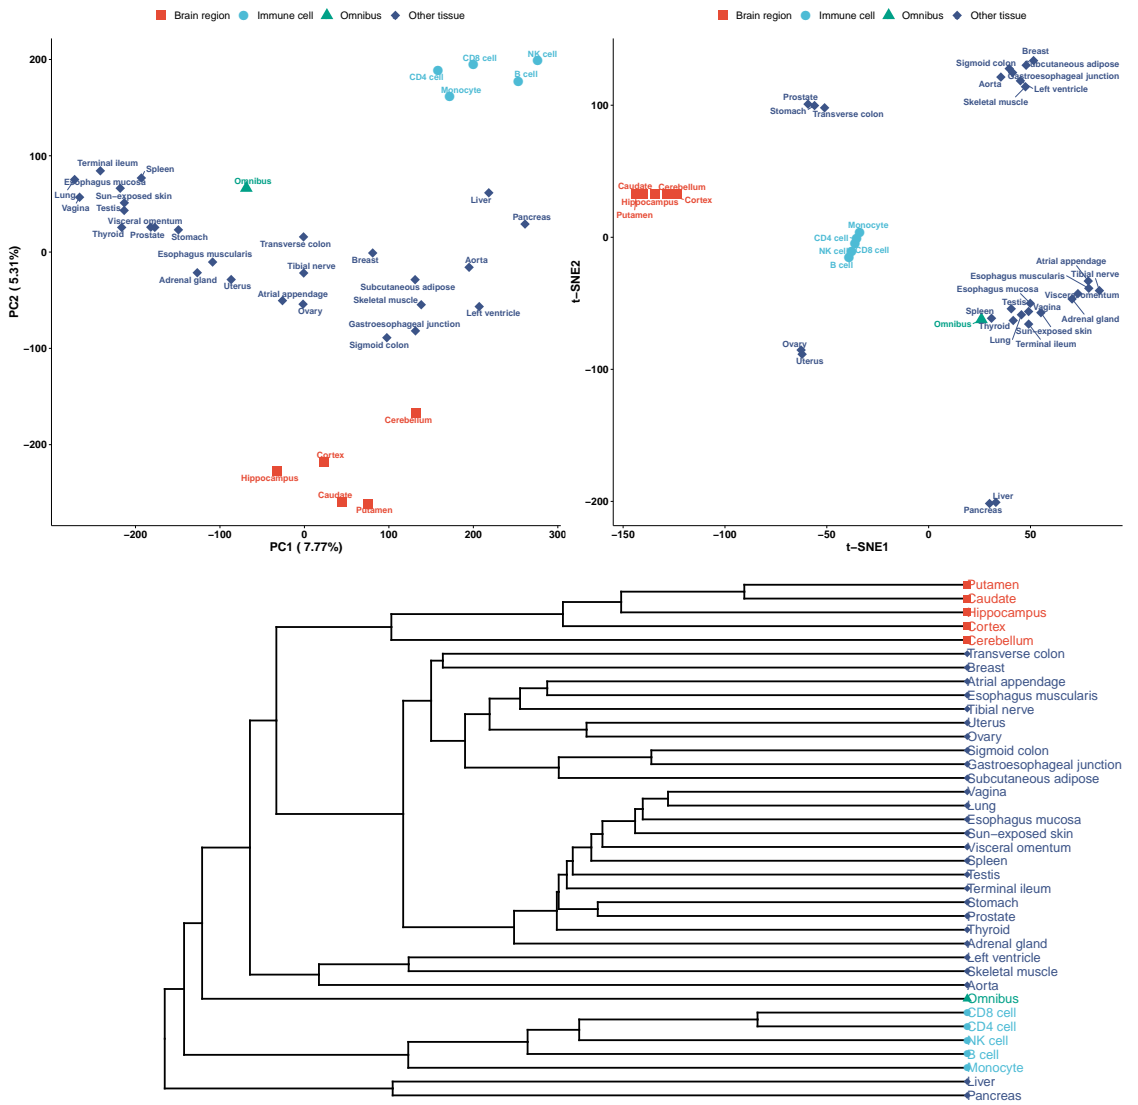 Brain region Immune cell Omnibus Other tissue
200
100
0
−100
−200
−200
−100
0
100
200
300
PC1 ( 7.77%)
PC2 ( 5.31%)
NK cell
CD8 cell
CD4 cell
B cell
Monocyte
Terminal ileum
Spleen
Esophagus mucosa
Lung
Sun−exposed skin
Vagina
Testis
Visceral omentum
Thyroid
Prostate
Stomach
Omnibus
Liver
Pancreas
Transverse colon
Esophagus muscularis
Breast
Aorta
Tibial nerve
Adrenal gland
Uterus
Subcutaneous adipose
Atrial appendage
Skeletal muscle
Ovary
Left ventricle
Gastroesophageal junction
Sigmoid colon
Cerebellum
Cortex
Hippocampus
Caudate
Putamen
Brain region Immune cell Omnibus Other tissue
100
0
−100
−200
−150
−100
−50
0
50
t−SNE1
t−SNE2
Breast
Sigmoid colon
Subcutaneous adipose
Gastroesophageal junction
Aorta
Left ventricle
Skeletal muscle
Prostate
Stomach
Transverse colon
Caudate
Cerebellum
Hippocampus
Cortex
Putamen
Monocyte
CD4 cell
NK cell
CD8 cell
B cell
Atrial appendage
Esophagus muscularis
Tibial nerve
Esophagus mucosa
Visceral omentum
Testis
Vagina
Spleen
Adrenal gland
Omnibus
Thyroid
Sun−exposed skin
Lung
Terminal ileum
Ovary
Uterus
Liver
Pancreas
Putamen
Caudate
Hippocampus
Cortex
Cerebellum
Transverse colon
Breast
Atrial appendage
Esophagus muscularis
Tibial nerve
Uterus
Ovary
Sigmoid colon
Gastroesophageal junction
Subcutaneous adipose
Vagina
Lung
Esophagus mucosa
Sun−exposed skin
Visceral omentum
Spleen
Testis
Terminal ileum
Stomach
Prostate
Thyroid
Adrenal gland
Left ventricle
Skeletal muscle
Aorta
Omnibus
CD8 cell
CD4 cell
NK cell
B cell
Monocyte
Liver
Pancreas